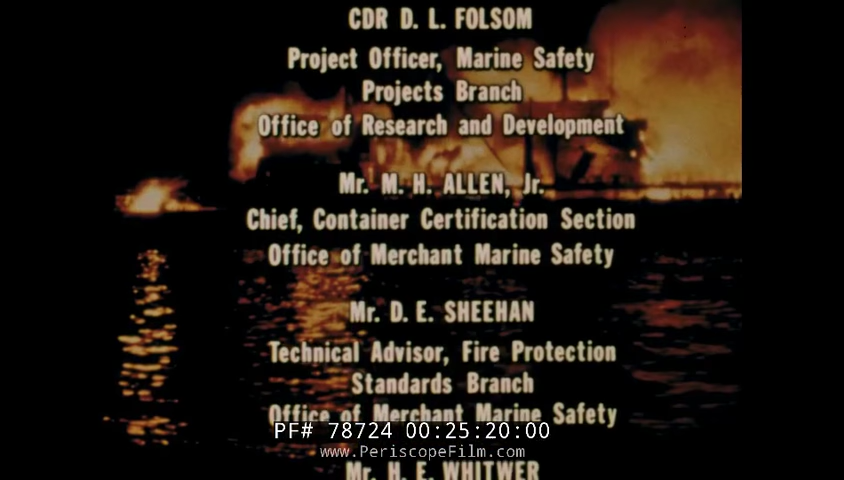 CDR D. L. FOLSOM
Project Officer, Marine Safety
Projects Branch
Office of Research and Development
Mr. M. H. ALLEN, Jr.
Chief, Container Certification Section
Office of Merchant Marine Safety
Mr. D. E. SHEEHAN
Technical Advisor, Fire Protection
Standards Branch
Office of Merchant Marine Safety
PF# 78724 00:25:20:00
www.PeriscopeFilm.com
Mr. H. E. WHITWER